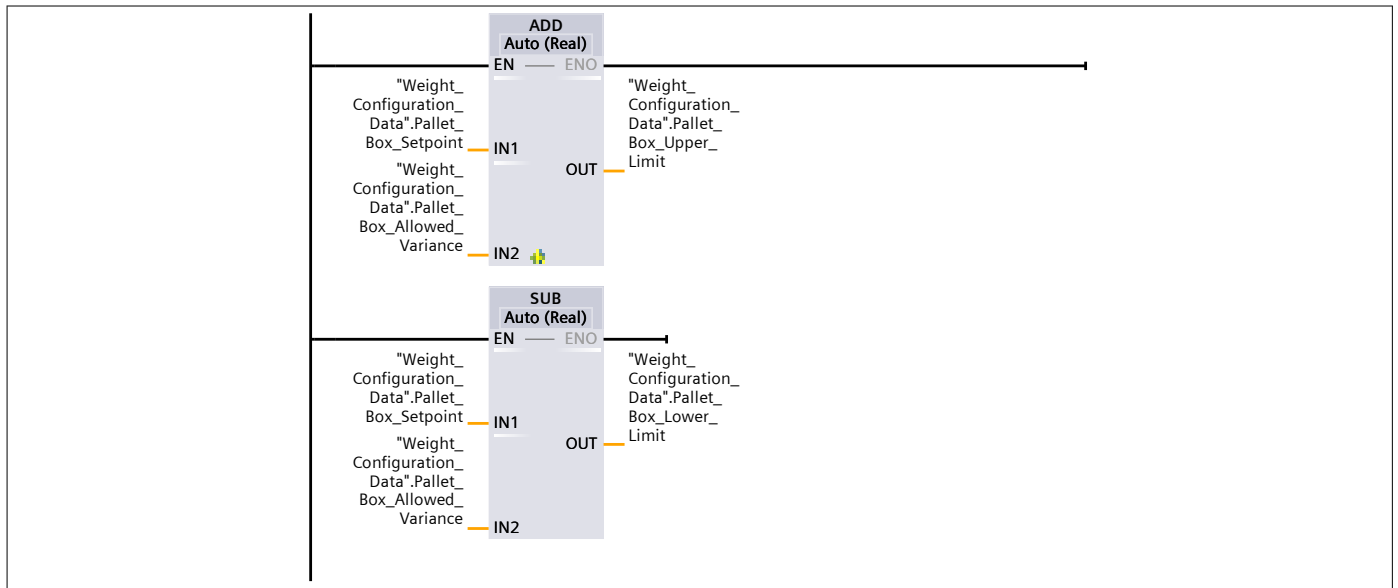 ADD
Auto (Real)
EN
ENO
"Weight_
Configuration_
Data".Pallet_
Box_Setpoint
IN1
"Weight_
Configuration_
Data".Pallet_
Box_Allowed_
Variance
IN2
OUT
"Weight_
Configuration_
Data".Pallet_
Box_Upper_
Limit
SUB
Auto (Real)
EN
ENO
"Weight_
Configuration_
Data".Pallet_
Box_Setpoint
IN1
"Weight_
Configuration_
Data".Pallet_
Box_Allowed_
Variance
IN2
OUT
"Weight_
Configuration_
Data".Pallet_
Box_Lower_
Limit